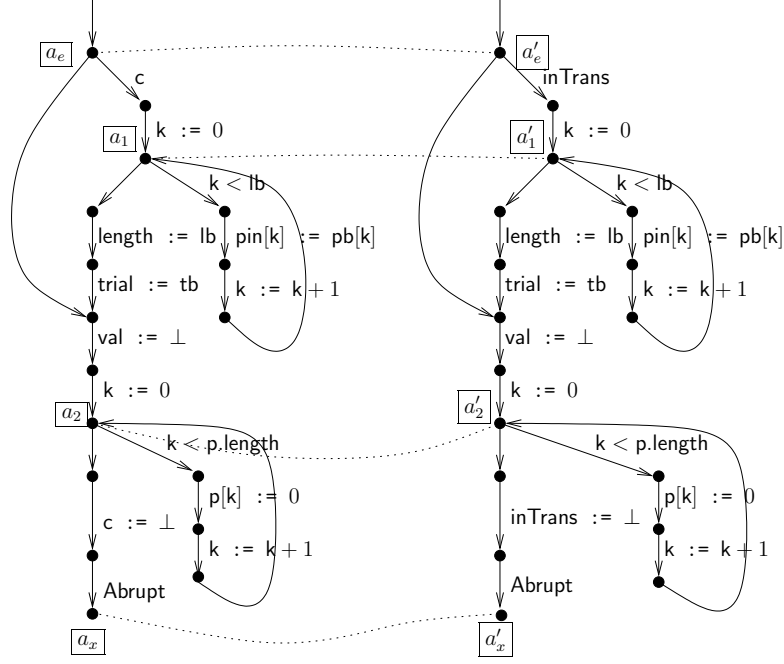 a_e
a'_e
c
inTrans
k := 0
k := 0
a_1
a'_1
k < lb
k < lb
length := lb
pin[k] := pb[k]
length := lb
pin[k] := pb[k]
trial := tb
k := k + 1
trial := tb
k := k + 1
val := ⊥
val := ⊥
k := 0
k := 0
a_2
a'_2
k < p.length
k < p.length
p[k] := 0
p[k] := 0
c := ⊥
inTrans := ⊥
k := k + 1
k := k + 1
Abrupt
Abrupt
a_x
a'_x